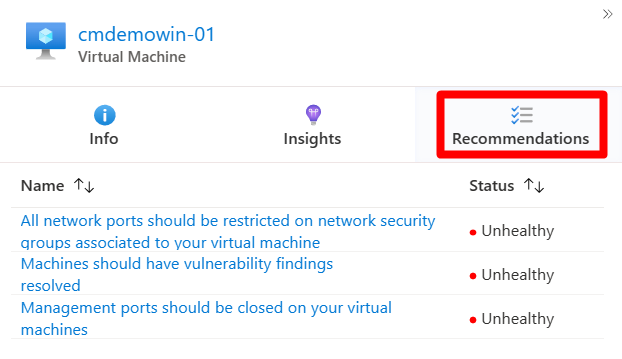 cmdemowin-01
Virtual Machine
Info
Insights
Recommendations
Name
Status
All network ports should be restricted on network security
groups associated to your virtual machine
Unhealthy
Machines should have vulnerability findings
resolved
Unhealthy
Management ports should be closed on your virtual
machines
Unhealthy